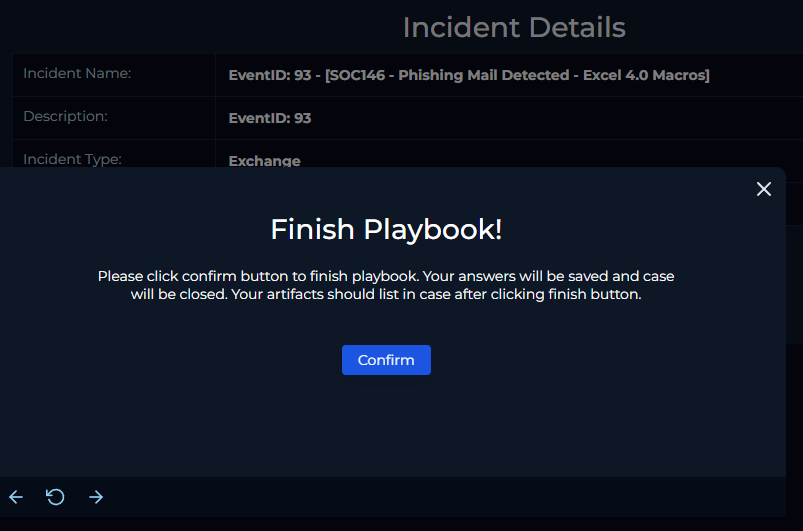 Incident Details
Incident Name:
EventID: 93 - [SOC146 - Phishing Mail Detected - Excel 4.0 Macros]
Description:
EventID: 93
Incident Type:
Exchange
Finish Playbook!
Please click confirm button to finish playbook. Your answers will be saved and case
will be closed. Your artifacts should list in case after clicking finish button.
Confirm